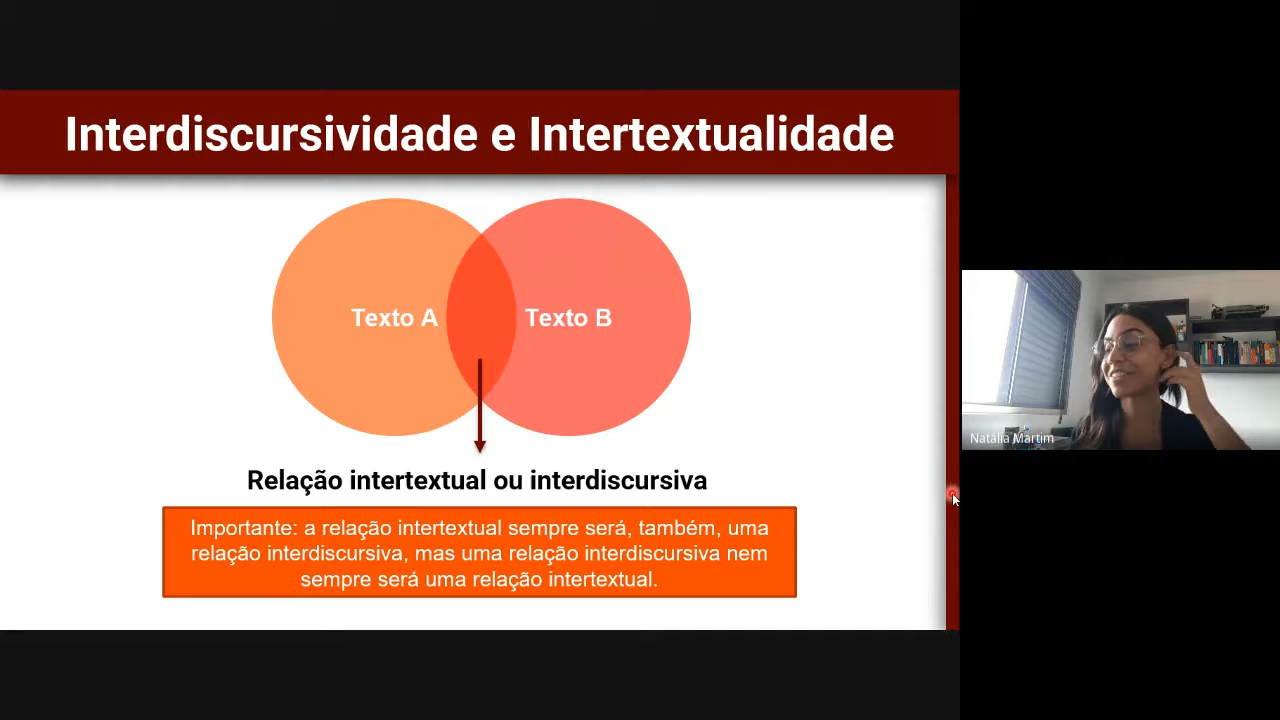 Interdiscursividade e Intertextualidade
Texto A
Texto B
Relação intertextual ou interdiscursiva
Importante: a relação intertextual sempre será, também, uma
relação interdiscursiva, mas uma relação interdiscursiva nem
sempre será uma relação intertextual.
Natália Martim